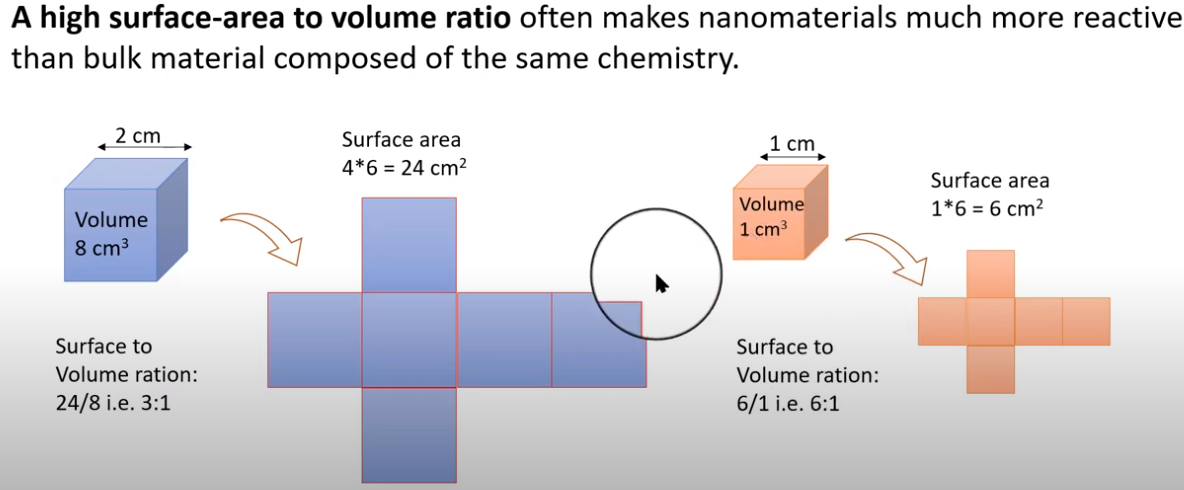 A high surface-area to volume ratio often makes nanomaterials much more reactive
than bulk material composed of the same chemistry.
2 cm
Volume
8 cm³
Surface area
4*6 = 24 cm²
Surface to
Volume ration:
24/8 i.e. 3:1
1 cm
Volume
1 cm³
Surface area
1*6 = 6 cm²
Surface to
Volume ration:
6/1 i.e. 6:1